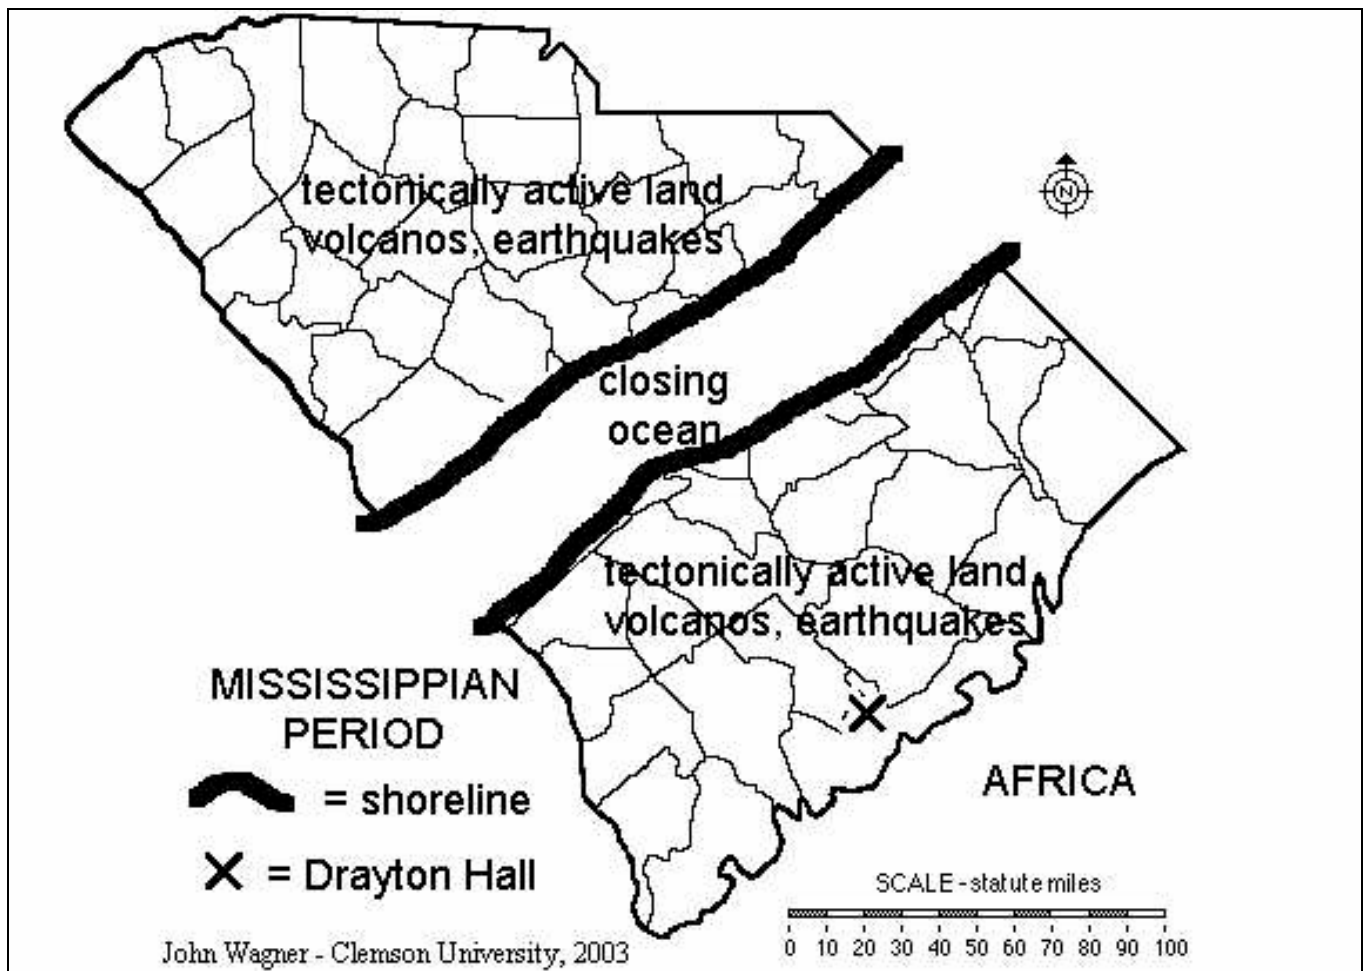 tectonically active land
volcanos, earthquakes
N
closing
ocean
tectonically active land
volcanos, earthquakes
MISSISSIPPIAN
PERIOD
= shoreline
= Drayton Hall
AFRICA
SCALE - statute miles
0 10 20 30 40 50 60 70 80 90 100
John Wagner - Clemson University, 2003